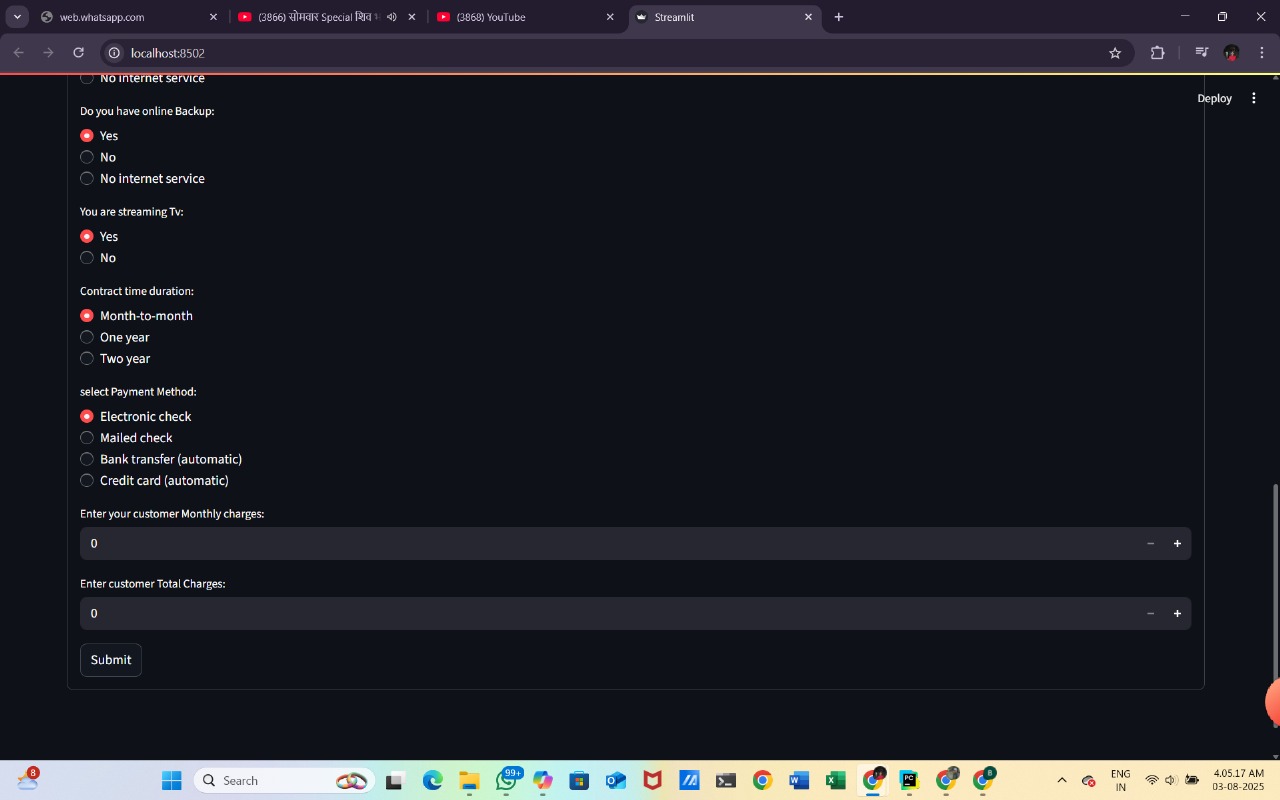 web.whatsapp.com
(3866) सोमवार Special शिव
(3868) YouTube
Streamlit
localhost:8502
No internet service
Deploy
Do you have online Backup:
Yes
No
No internet service
You are streaming Tv:
Yes
No
Contract time duration:
Month-to-month
One year
Two year
select Payment Method:
Electronic check
Mailed check
Bank transfer (automatic)
Credit card (automatic)
Enter your customer Monthly charges:
0
Enter customer Total Charges:
0
Submit
8
Search
99+
PC
8
ENG
IN
4.05.17 AM
03-08-2025